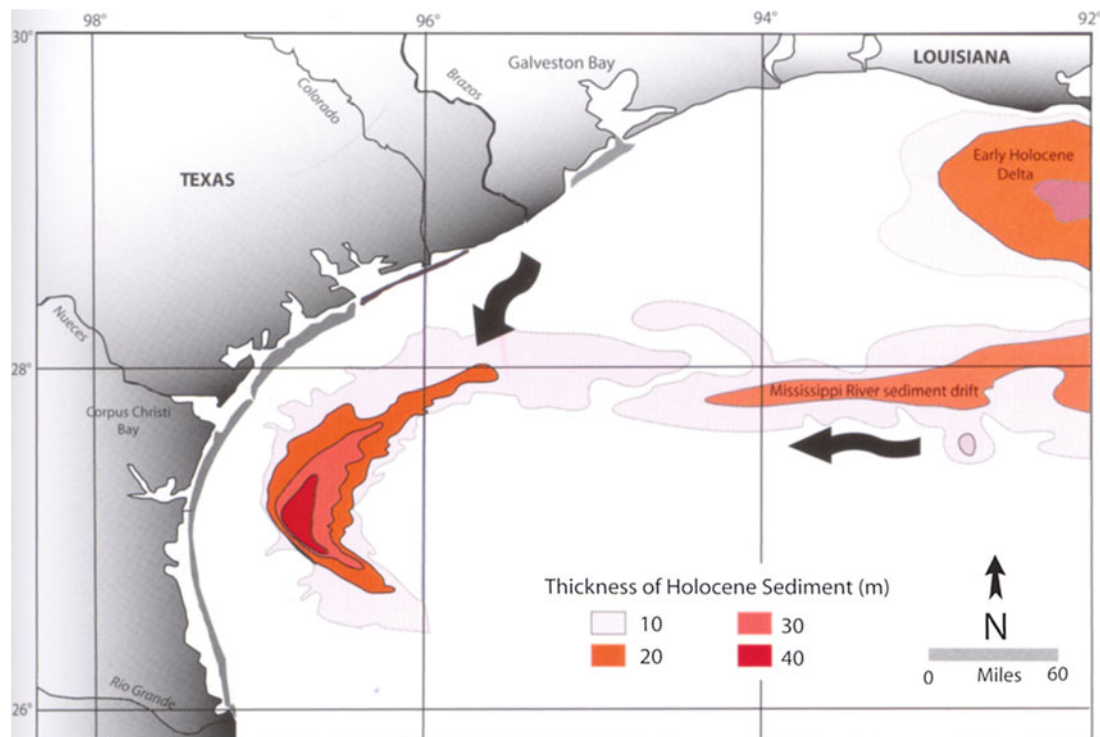 98°
96°
94°
92°
30°
LOUISIANA
Galveston Bay
Brazos
Colorado
TEXAS
Early Holocene
Delta
28°
Nueces
Corpus Christi
Bay
Mississippi River sediment drift
Thickness of Holocene Sediment (m)
10
30
20
40
N
0
Miles
60
Rio Grande
26°